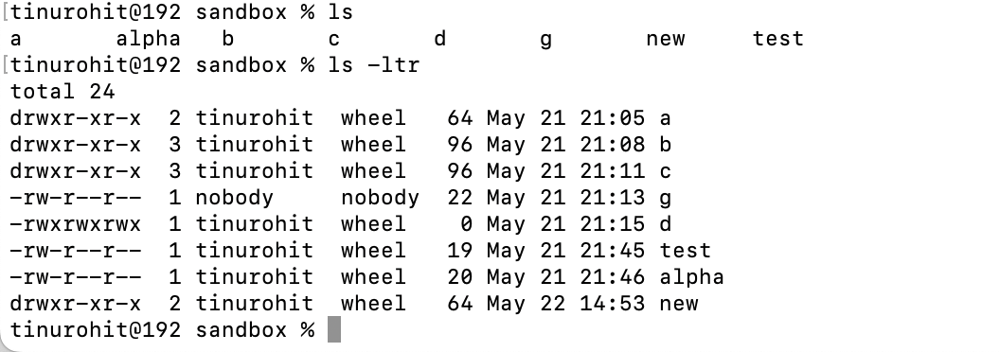 [tinurohit@192 sandbox % ls
a        alpha   b        c        d        g        new      test
[tinurohit@192 sandbox % ls -ltr
total 24
drwxr-xr-x  2 tinurohit  wheel   64 May 21 21:05 a
drwxr-xr-x  3 tinurohit  wheel   96 May 21 21:08 b
drwxr-xr-x  3 tinurohit  wheel   96 May 21 21:11 c
-rw-r--r--  1 nobody     nobody  22 May 21 21:13 g
-rwxrwxrwx  1 tinurohit  wheel    0 May 21 21:15 d
-rw-r--r--  1 tinurohit  wheel   19 May 21 21:45 test
-rw-r--r--  1 tinurohit  wheel   20 May 21 21:46 alpha
drwxr-xr-x  2 tinurohit  wheel   64 May 22 14:53 new
tinurohit@192 sandbox %